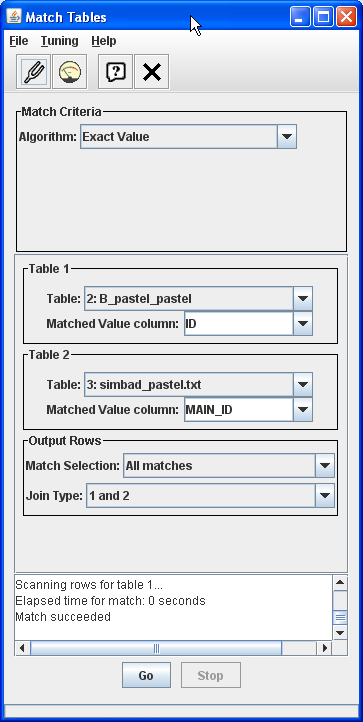 Match Tables
File Tuning Help
Match Criteria
Algorithm: Exact Value
Table 1
Table: 2: B_pastel_pastel
Matched Value column: ID
Table 2
Table: 3: simbad_pastel.txt
Matched Value column: MAIN_ID
Output Rows
Match Selection: All matches
Join Type: 1 and 2
Scanning rows for table 1...
Elapsed time for match: 0 seconds
Match succeeded
Go Stop